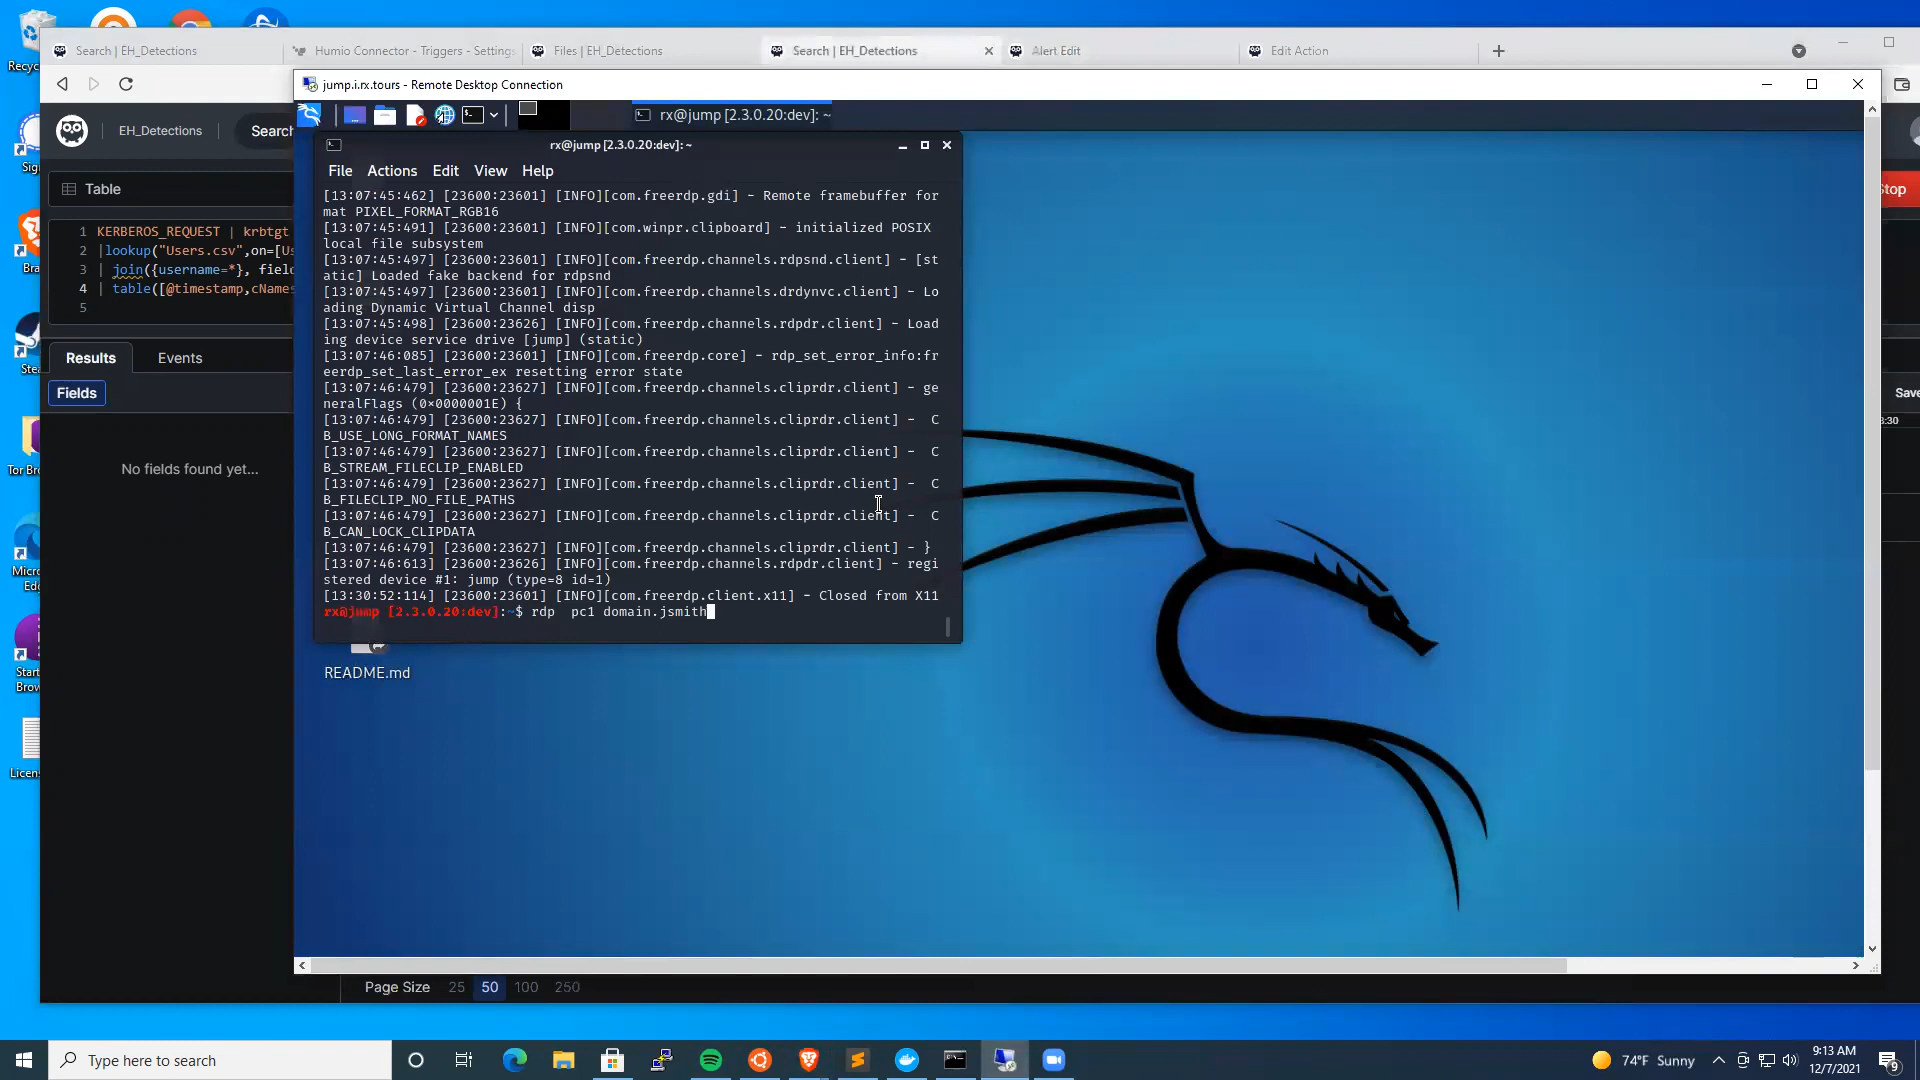 Search | EH_Detections
Humio Connector - Triggers - Settings
Files | EH_Detections
Search | EH_Detections
Alert Edit
Edit Action
Recyc
jump.i.rx.tours - Remote Desktop Connection
rx@jump [2.3.0.20:dev]: ~
EH_Detections
Search
rx@jump [2.3.0.20:dev]: ~
File Actions Edit View Help
Table
Stop
1 KERBEROS_REQUEST | krbtgt
2 |lookup("Users.csv",on=[Us
3 | join({username=*}, field
4 | table([@timestamp,cNames
5
Results
Events
Fields
No fields found yet...
[13:07:45:462] [23600:23601] [INFO][com.freerdp.gdi] - Remote framebuffer for
mat PIXEL_FORMAT_RGB16
[13:07:45:491] [23600:23601] [INFO][com.winpr.clipboard] - initialized POSIX
local file subsystem
[13:07:45:497] [23600:23601] [INFO][com.freerdp.channels.rdpsnd.client] - [st
atic] Loaded fake backend for rdpsnd
[13:07:45:497] [23600:23601] [INFO][com.freerdp.channels.drdynvc.client] - Lo
ading Dynamic Virtual Channel disp
[13:07:45:498] [23600:23626] [INFO][com.freerdp.channels.rdpdr.client] - Load
ing device service drive [jump] (static)
[13:07:46:085] [23600:23601] [INFO][com.freerdp.core] - rdp_set_error_info:fr
eerdp_set_last_error_ex resetting error state
[13:07:46:479] [23600:23627] [INFO][com.freerdp.channels.cliprdr.client] - ge
neralFlags (0×0000001E) {
[13:07:46:479] [23600:23627] [INFO][com.freerdp.channels.cliprdr.client] -  C
B_USE_LONG_FORMAT_NAMES
[13:07:46:479] [23600:23627] [INFO][com.freerdp.channels.cliprdr.client] -  C
B_STREAM_FILECLIP_ENABLED
[13:07:46:479] [23600:23627] [INFO][com.freerdp.channels.cliprdr.client] -  C
B_FILECLIP_NO_FILE_PATHS
[13:07:46:479] [23600:23627] [INFO][com.freerdp.channels.cliprdr.client] -  C
B_CAN_LOCK_CLIPDATA
[13:07:46:479] [23600:23627] [INFO][com.freerdp.channels.cliprdr.client] - }
[13:07:46:613] [23600:23626] [INFO][com.freerdp.channels.rdpdr.client] - regi
stered device #1: jump (type=8 id=1)
[13:30:52:114] [23600:23601] [INFO][com.freerdp.client.x11] - Closed from X11
rx@jump [2.3.0.20:dev]:~$ rdp  pc1 domain.jsmith
README.md
Save
Sign
Bra
Stea
Tor Bro
Micro
Edg
Start
Brow
Licen
Page Size 25 50 100 250
Type here to search
74°F Sunny
9:13 AM
12/7/2021
9